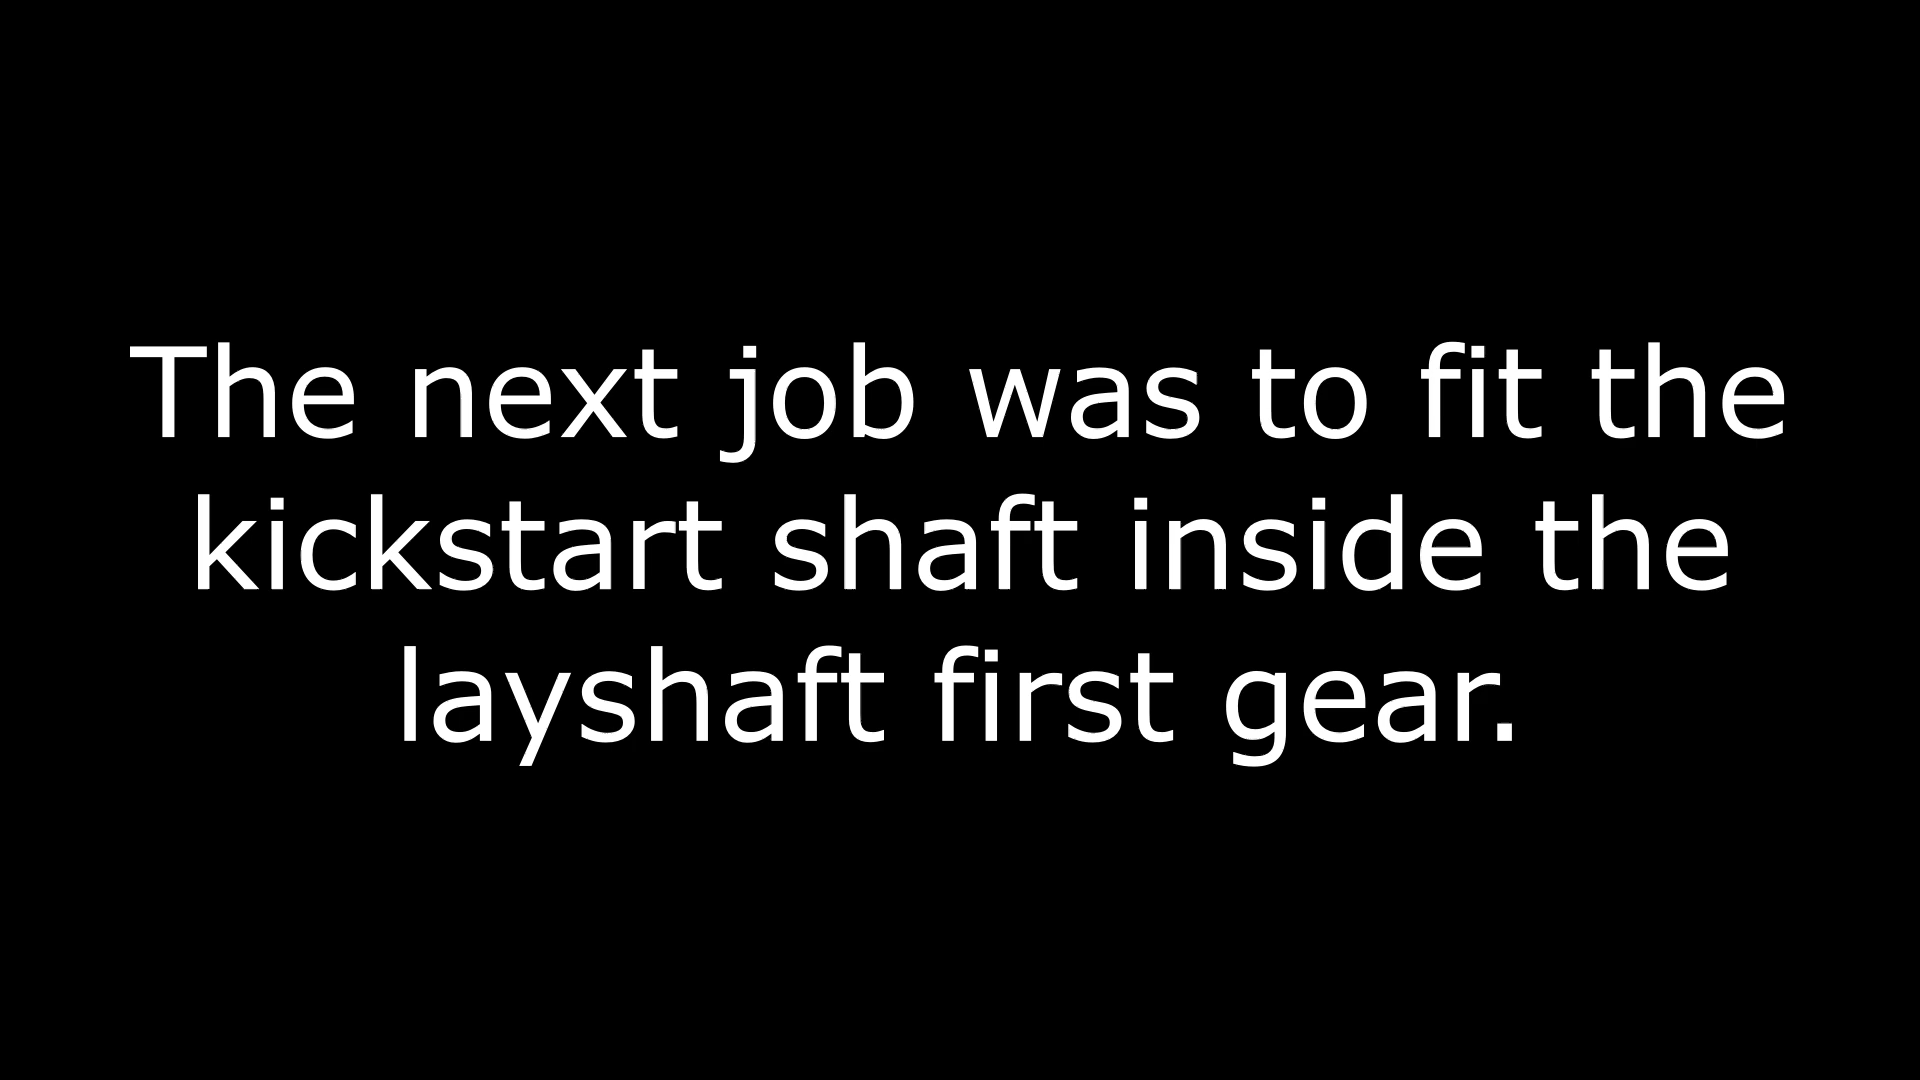 The next job was to fit the
kickstart shaft inside the
layshaft first gear.